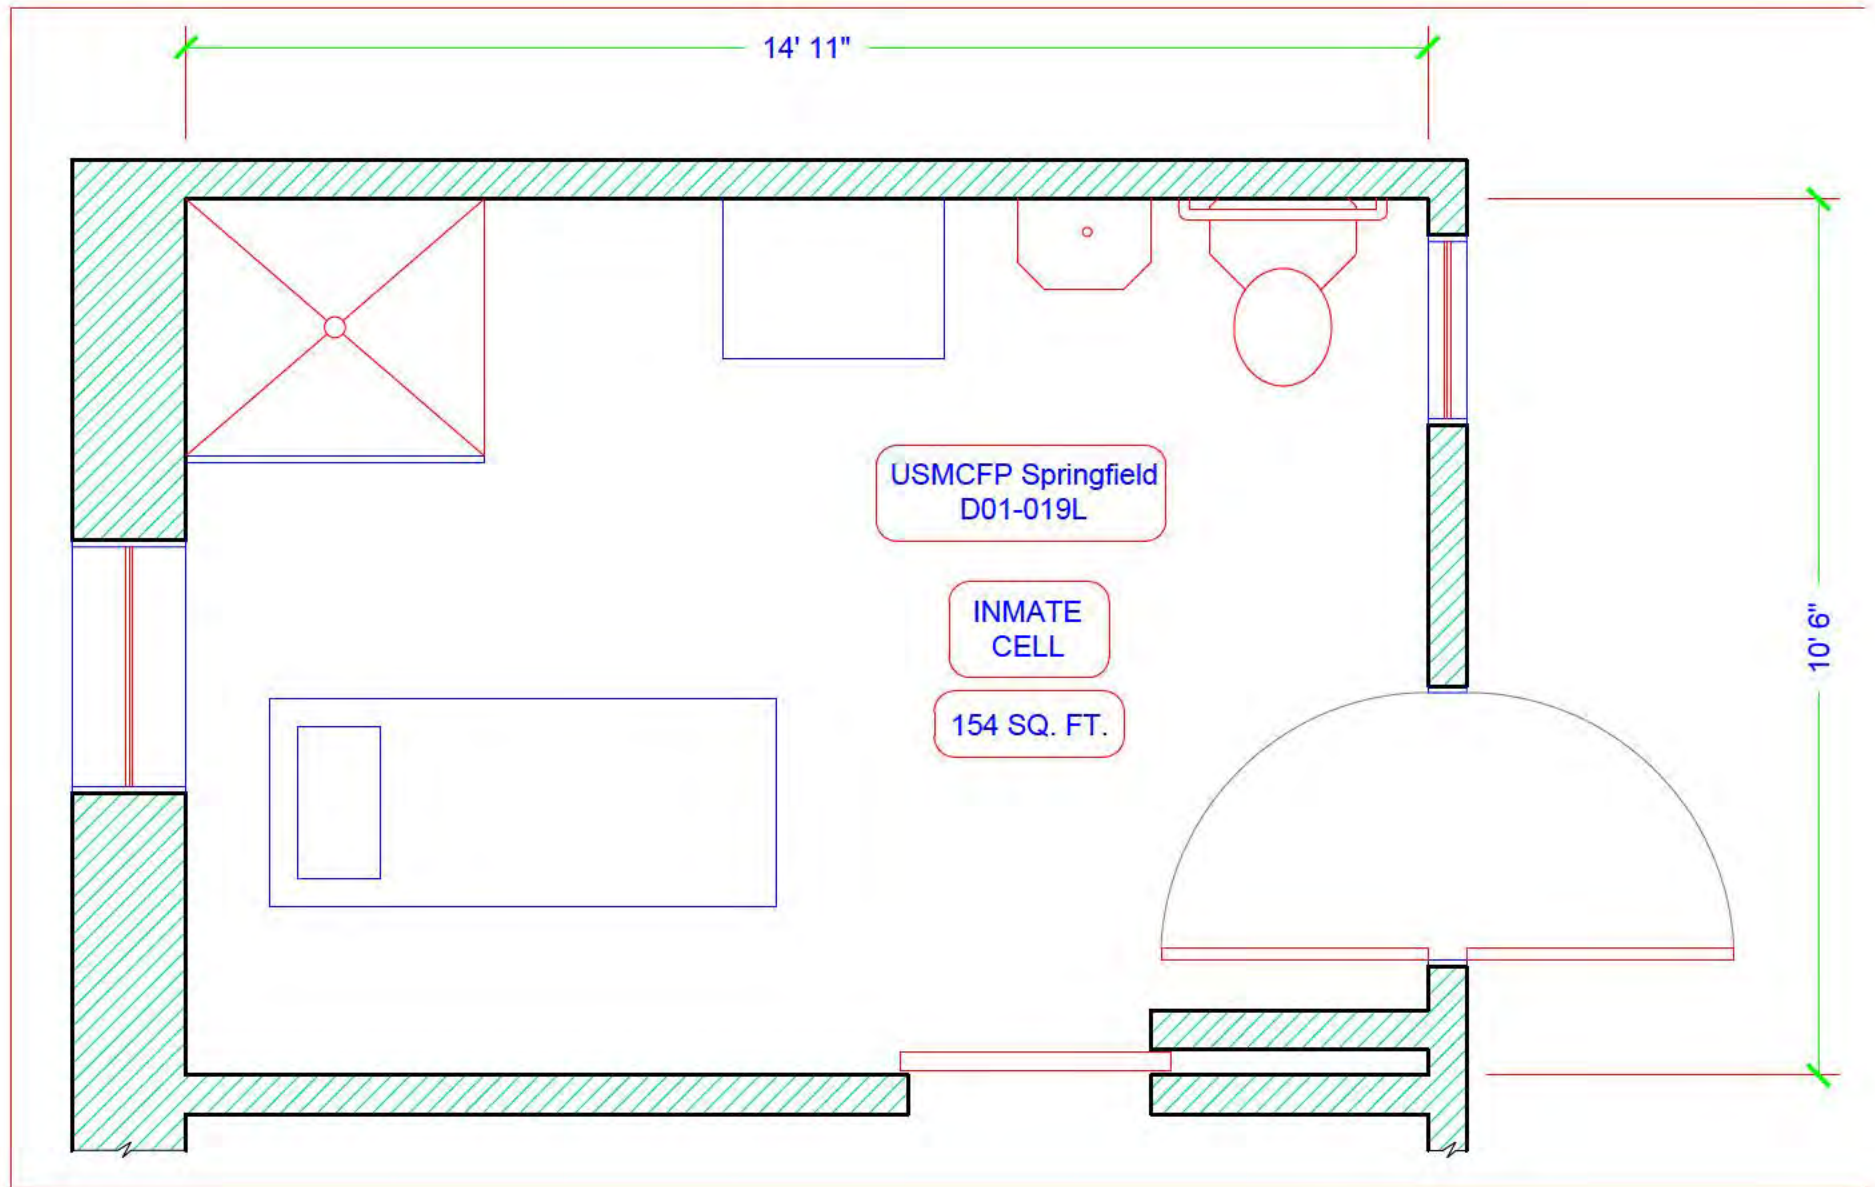 14' 11"
USMCFP Springfield
D01-019L
INMATE
CELL
10' 6"
154 SQ. FT.